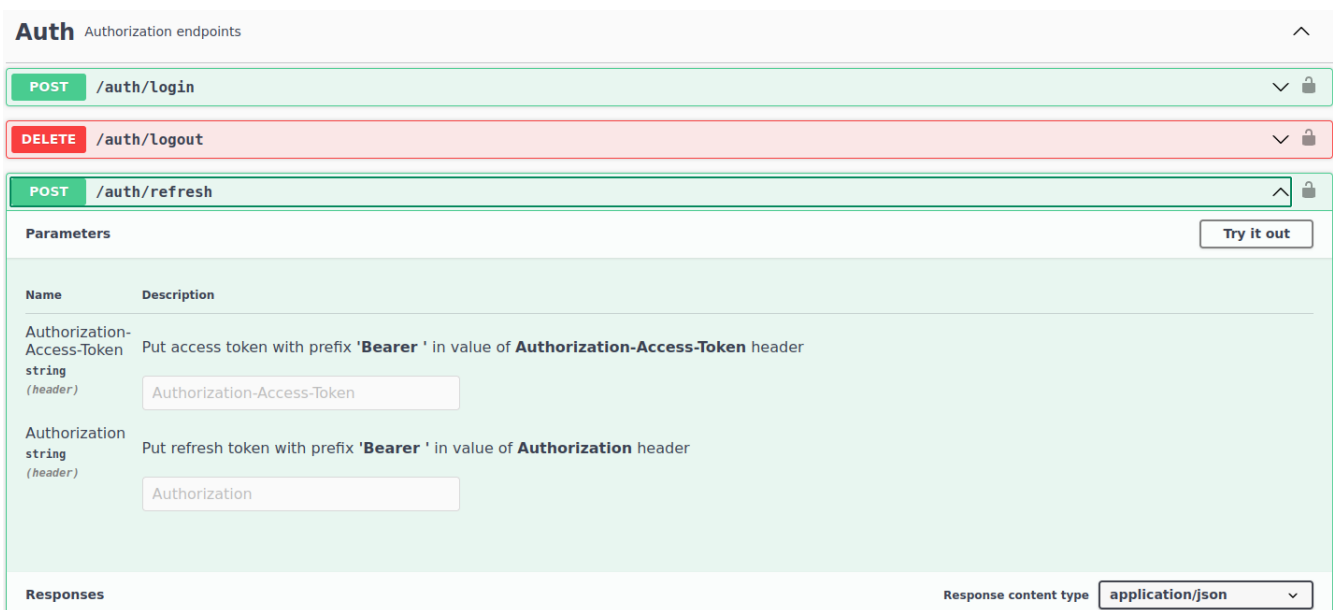 Auth Authorization endpoints
POST /auth/login
DELETE /auth/logout
POST /auth/refresh
Parameters
Try it out
Name Description
Authorization-
Access-Token
string
(header)
Put access token with prefix 'Bearer ' in value of Authorization-Access-Token header
Authorization-Access-Token
Authorization
string
(header)
Put refresh token with prefix 'Bearer ' in value of Authorization header
Authorization
Responses
Response content type application/json